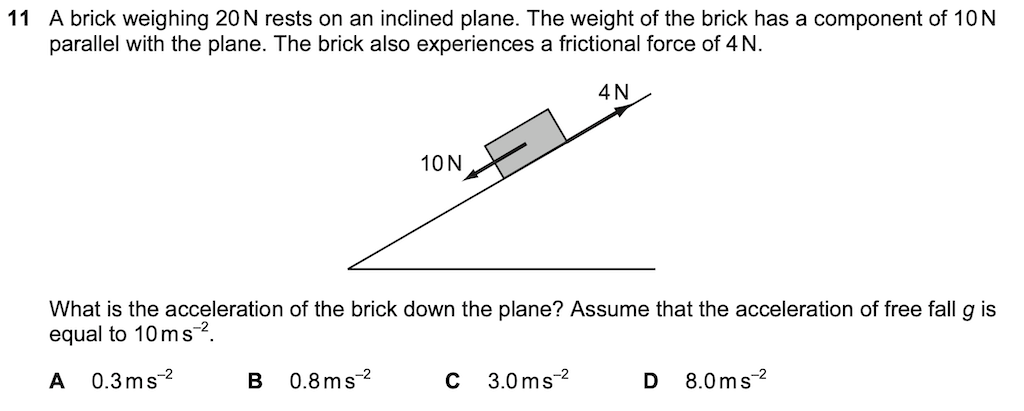 11 A brick weighing 20 N rests on an inclined plane. The weight of the brick has a component of 10 N
parallel with the plane. The brick also experiences a frictional force of 4 N.
4 N
10 N
What is the acceleration of the brick down the plane? Assume that the acceleration of free fall g is
equal to 10 m s⁻².
A 0.3 m s⁻² B 0.8 m s⁻² C 3.0 m s⁻² D 8.0 m s⁻²